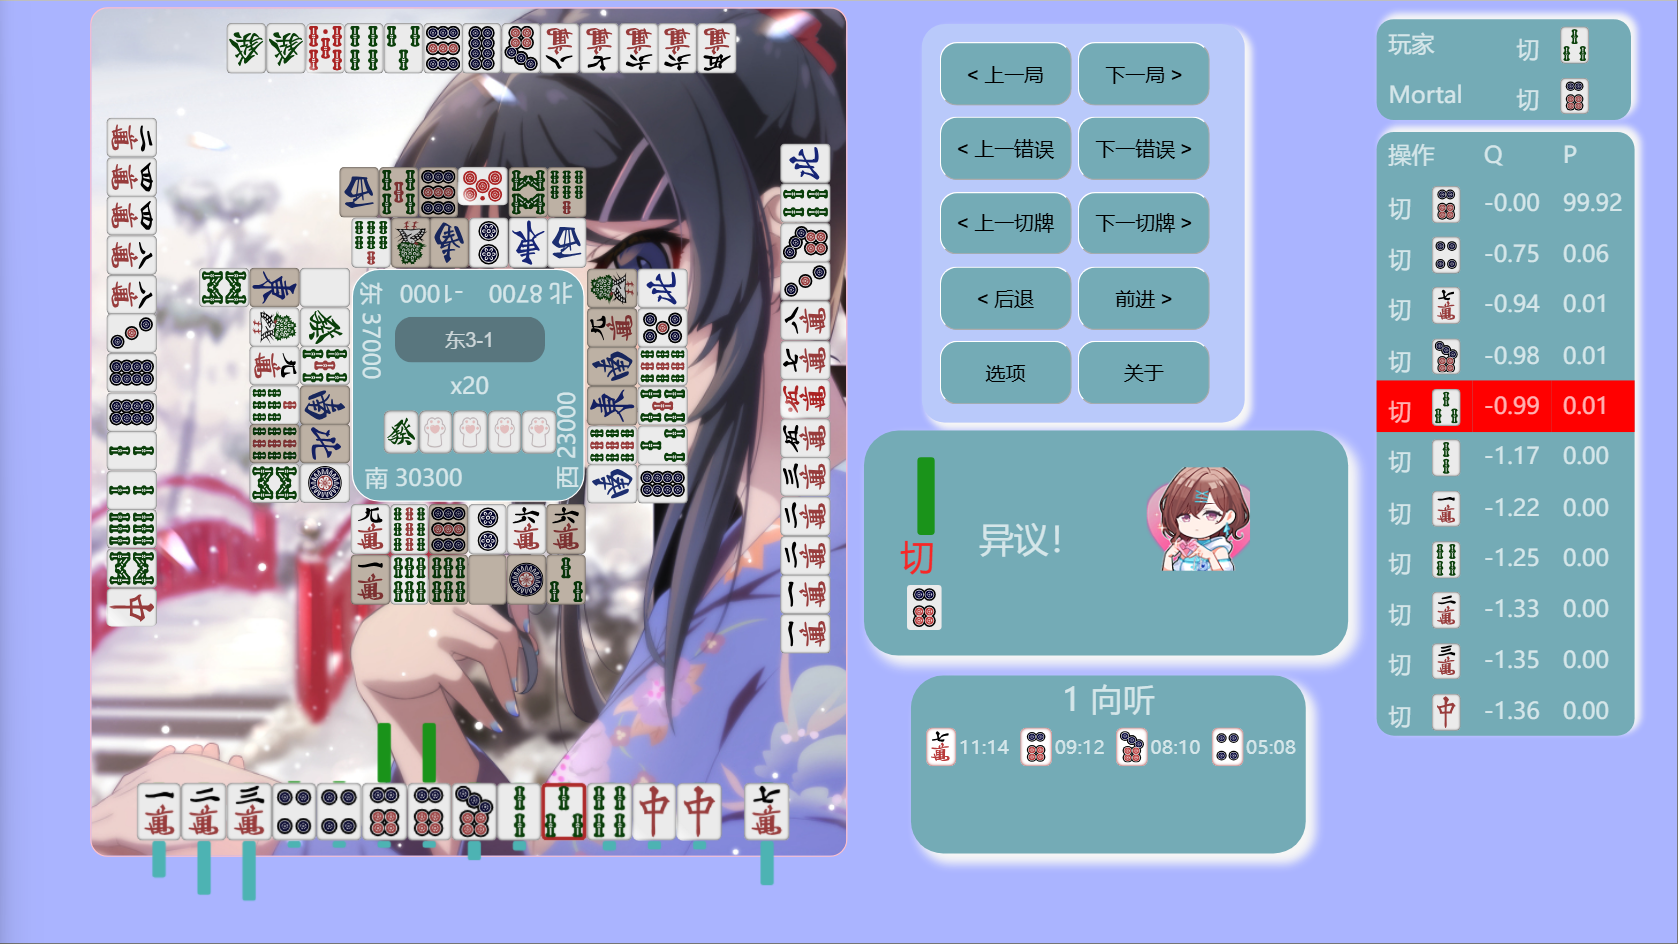 东 37000
-1000
北 8700
东3-1
x20
南 30300
西 23000
< 上一局
下一局 >
< 上一错误
下一错误 >
< 上一切牌
下一切牌 >
< 后退
前进 >
选项
关于
切
异议！
1 向听
11:14
09:12
08:10
05:08
玩家 切
Mortal 切
操作 Q P
切 -0.00 99.92
切 -0.75 0.06
切 -0.94 0.01
切 -0.98 0.01
切 -0.99 0.01
切 -1.17 0.00
切 -1.22 0.00
切 -1.25 0.00
切 -1.33 0.00
切 -1.35 0.00
切 -1.36 0.00